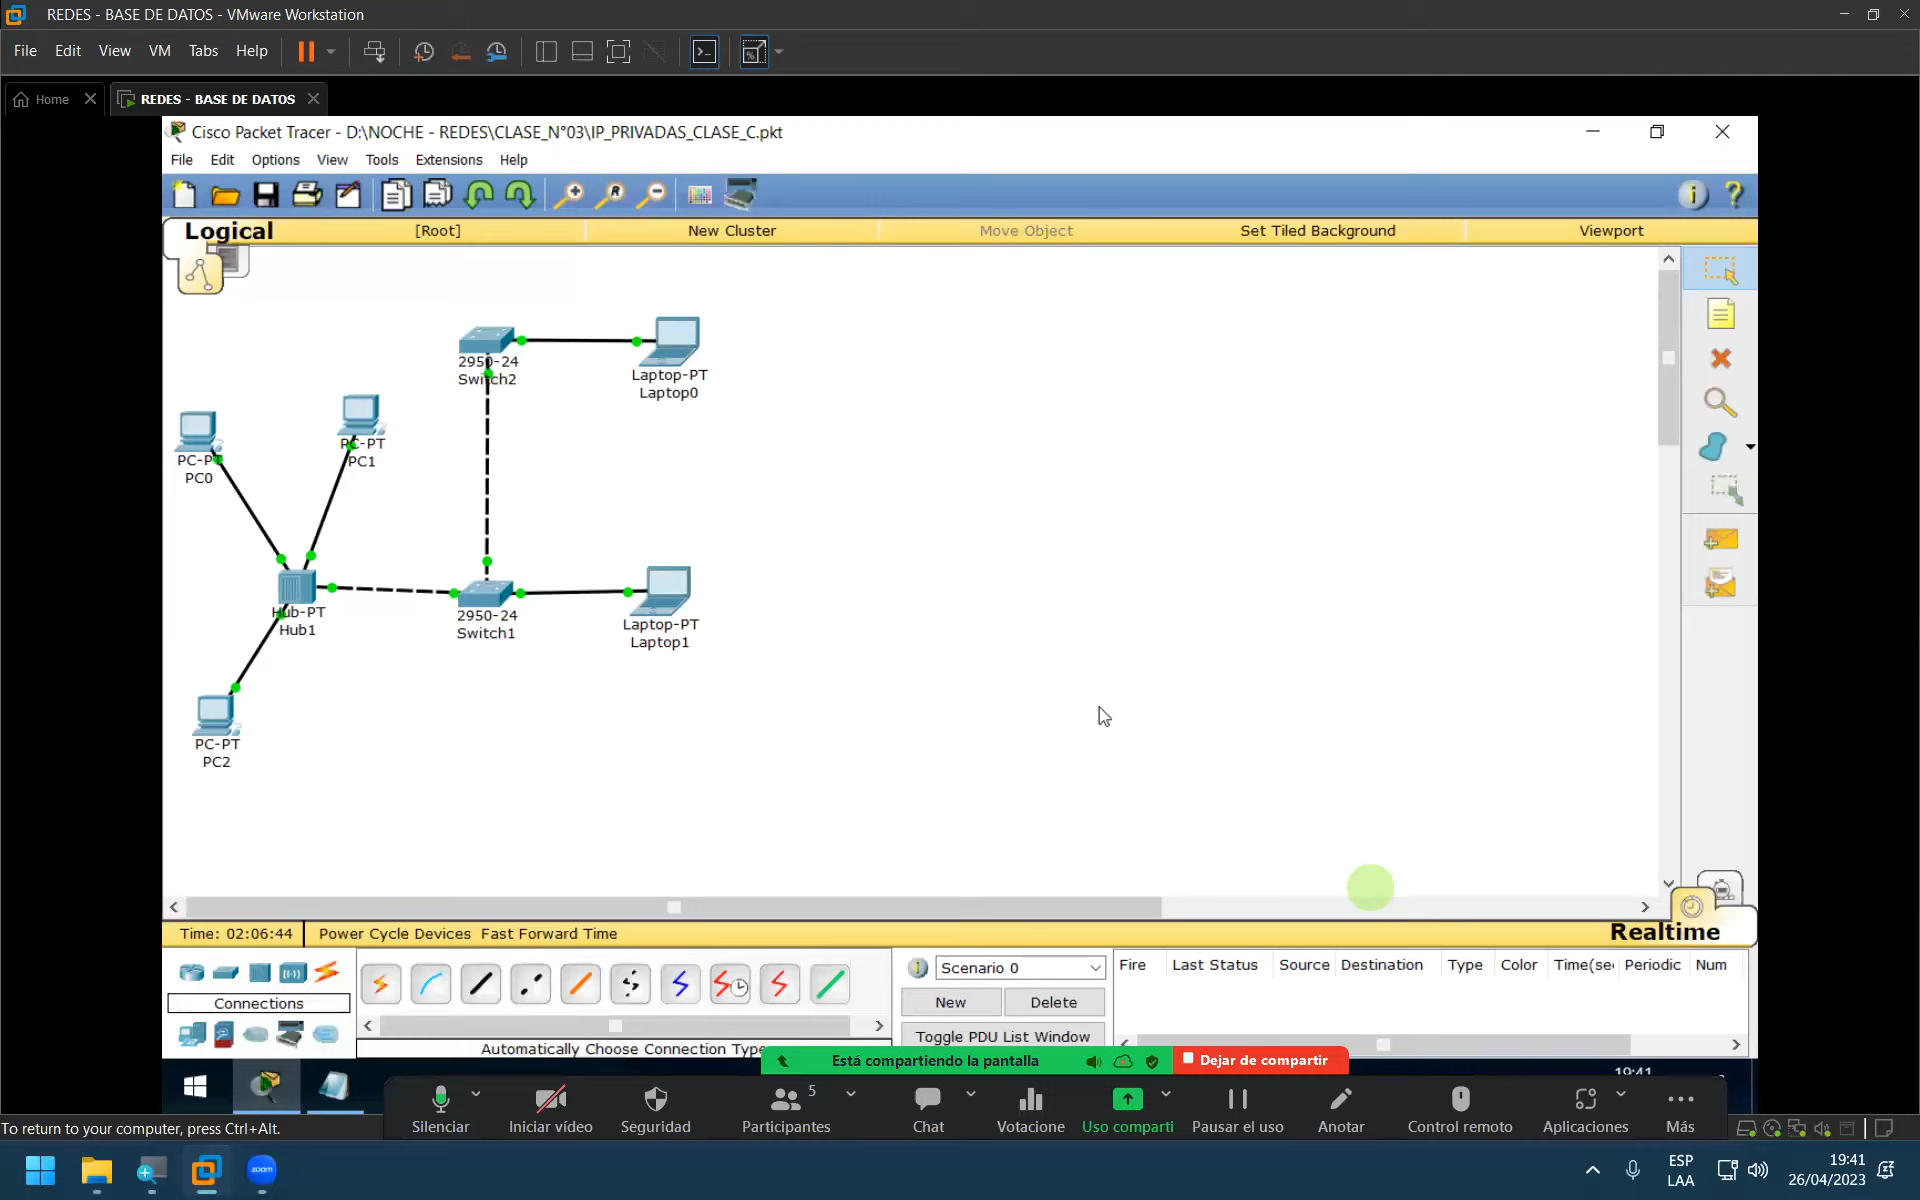 REDES - BASE DE DATOS - VMware Workstation
File Edit View VM Tabs Help
Home
REDES - BASE DE DATOS
Cisco Packet Tracer - D:\NOCHE - REDES\CLASE_N°03\IP_PRIVADAS_CLASE_C.pkt
File Edit Options View Tools Extensions Help
Logical [Root] New Cluster Move Object Set Tiled Background Viewport
2950-24
Switch2
Laptop-PT
Laptop0
PC-PT
PC1
PC-PT
PC0
Hub-PT
Hub1
2950-24
Switch1
Laptop-PT
Laptop1
PC-PT
PC2
Time: 02:06:44 Power Cycle Devices Fast Forward Time Realtime
Connections
Automatically Choose Connection Type
Scenario 0
New Delete
Toggle PDU List Window
Fire Last Status Source Destination Type Color Time(sec Periodic Num
Está compartiendo la pantalla Dejar de compartir
19:41
Silenciar Iniciar vídeo Seguridad Participantes 5 Chat Votacione Uso comparti Pausar el uso Anotar Control remoto Aplicaciones Más
To return to your computer, press Ctrl+Alt.
zoom
ESP
LAA
19:41
26/04/2023